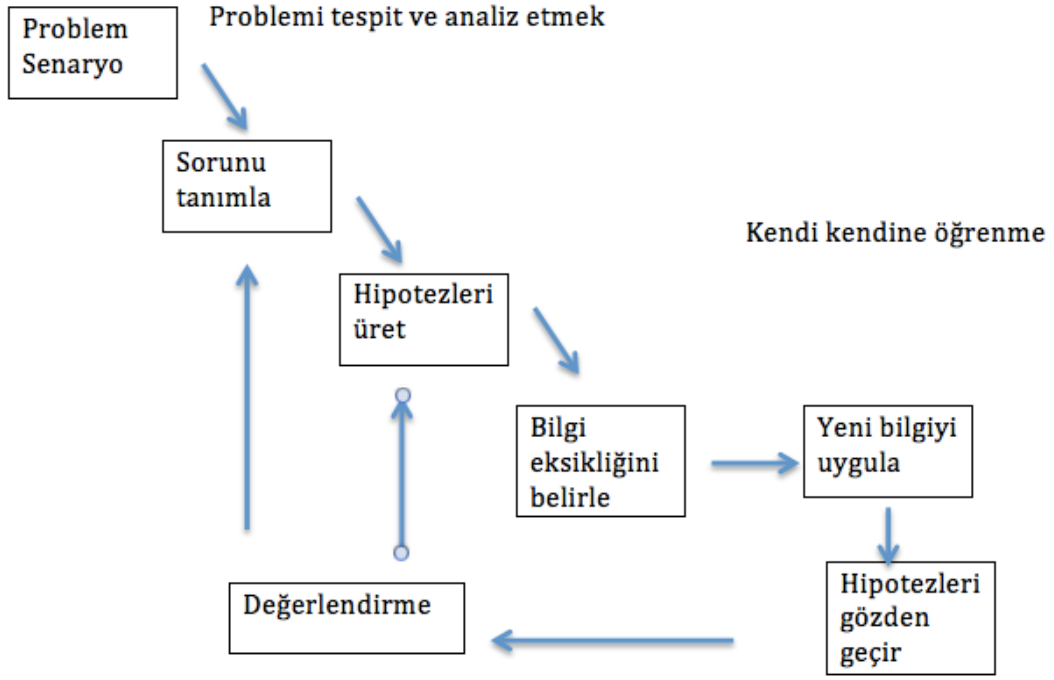 Problem
Senaryo
Problemi tespit ve analiz etmek
Sorunu
tanımla
Kendi kendine öğrenme
Hipotezleri
üret
Bilgi
eksikliğini
belirle
Yeni bilgiyi
uygula
Hipotezleri
gözden
geçir
Değerlendirme